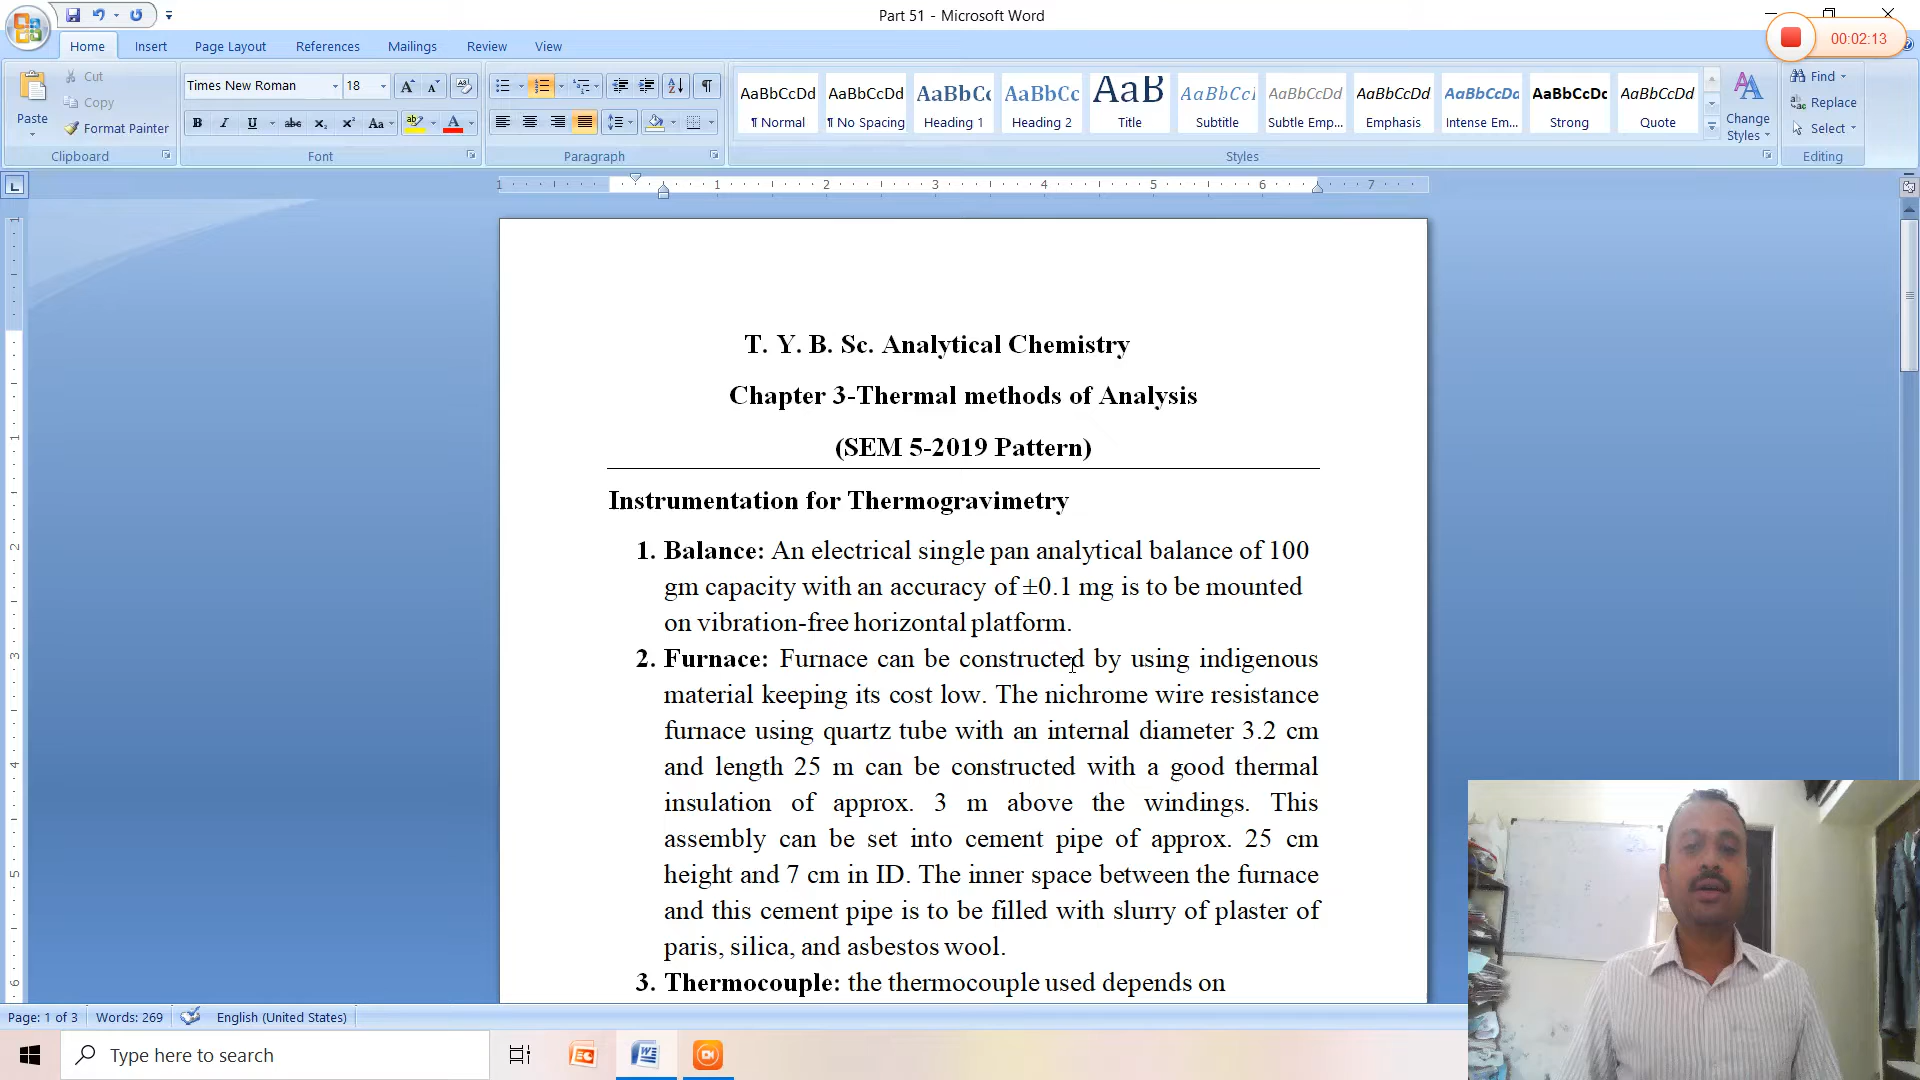 Part 51 - Microsoft Word
00:02:13
Home Insert Page Layout References Mailings Review View
Paste
Cut
Copy
Format Painter
Clipboard
Times New Roman 18
Font
Paragraph
AaBbCcDd AaBbCcDd AaBbCc AaBbCc AaB AaBbCcI AaBbCcDd AaBbCcDd AaBbCcDd AaBbCcDc AaBbCcDd
¶ Normal ¶ No Spacing Heading 1 Heading 2 Title Subtitle Subtle Emp... Emphasis Intense Em... Strong Quote
Change Styles
Styles
Find
Replace
Select
Editing
1 1 2 3 4 5 6 7
T. Y. B. Sc. Analytical Chemistry
Chapter 3-Thermal methods of Analysis
(SEM 5-2019 Pattern)
Instrumentation for Thermogravimetry
1. Balance: An electrical single pan analytical balance of 100
gm capacity with an accuracy of ±0.1 mg is to be mounted
on vibration-free horizontal platform.
2. Furnace: Furnace can be constructed by using indigenous
material keeping its cost low. The nichrome wire resistance
furnace using quartz tube with an internal diameter 3.2 cm
and length 25 m can be constructed with a good thermal
insulation of approx. 3 m above the windings. This
assembly can be set into cement pipe of approx. 25 cm
height and 7 cm in ID. The inner space between the furnace
and this cement pipe is to be filled with slurry of plaster of
paris, silica, and asbestos wool.
3. Thermocouple: the thermocouple used depends on
Page: 1 of 3 Words: 269 English (United States)
Type here to search